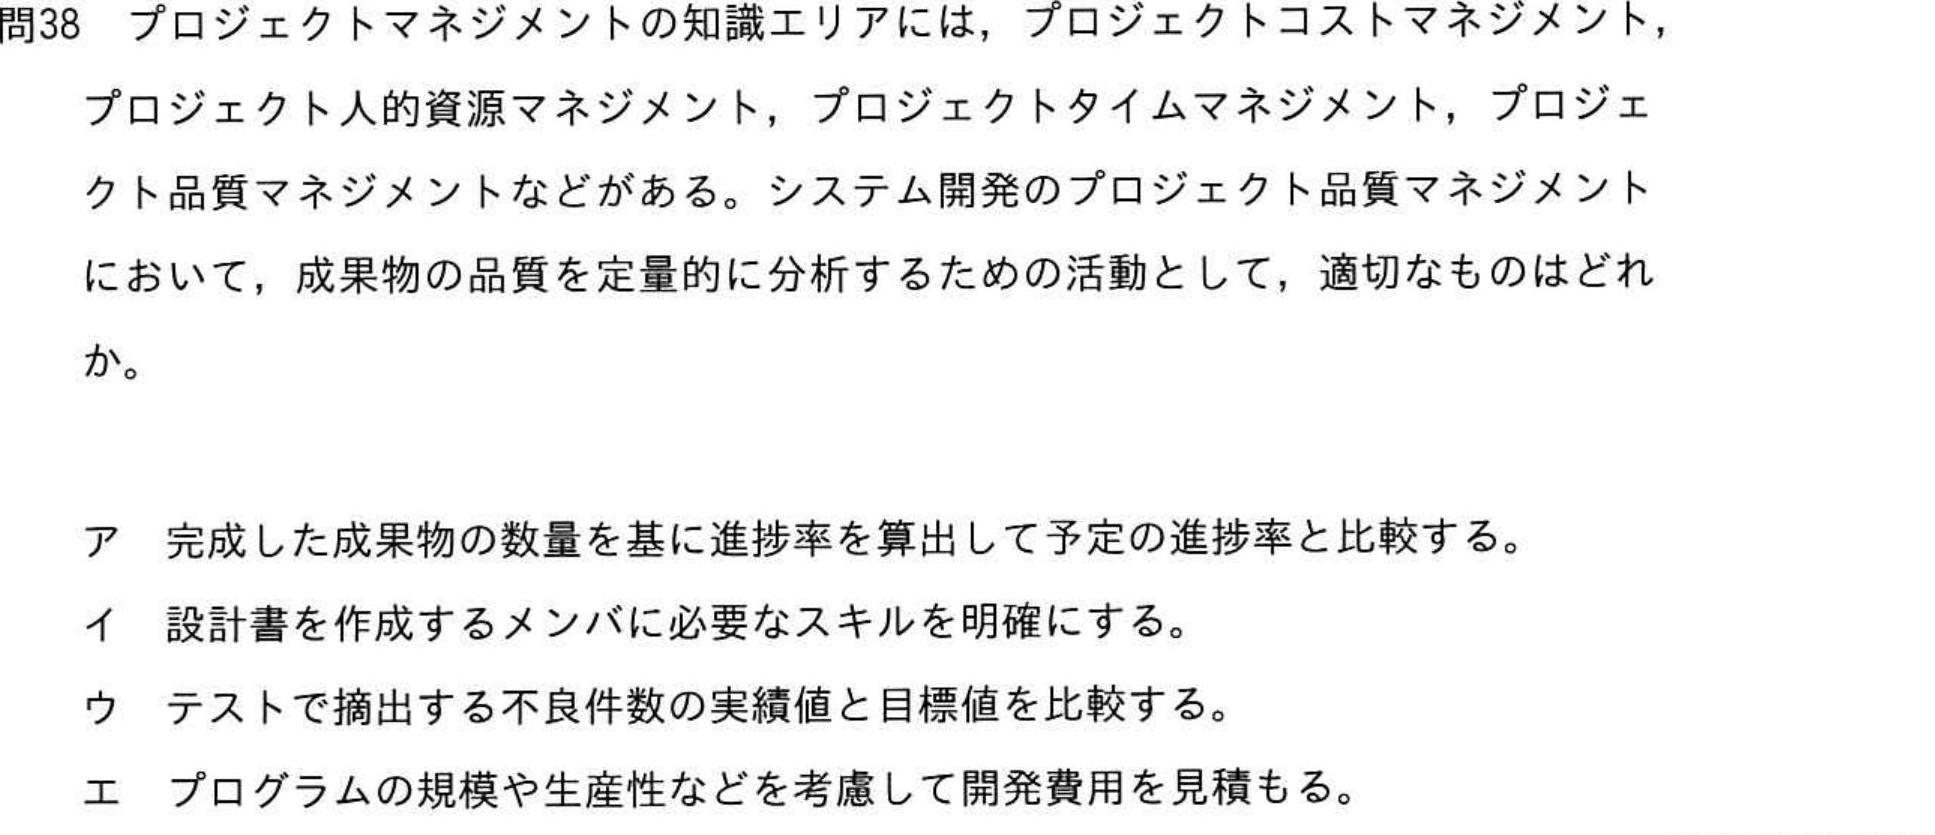 問38 プロジェクトマネジメントの知識エリアには，プロジェクトコストマネジメント，
プロジェクト人的資源マネジメント，プロジェクトタイムマネジメント，プロジェ
クト品質マネジメントなどがある。システム開発のプロジェクト品質マネジメント
において，成果物の品質を定量的に分析するための活動として，適切なものはどれ
か。
ア 完成した成果物の数量を基に進捗率を算出して予定の進捗率と比較する。
イ 設計書を作成するメンバに必要なスキルを明確にする。
ウ テストで摘出する不良件数の実績値と目標値を比較する。
エ プログラムの規模や生産性などを考慮して開発費用を見積もる。